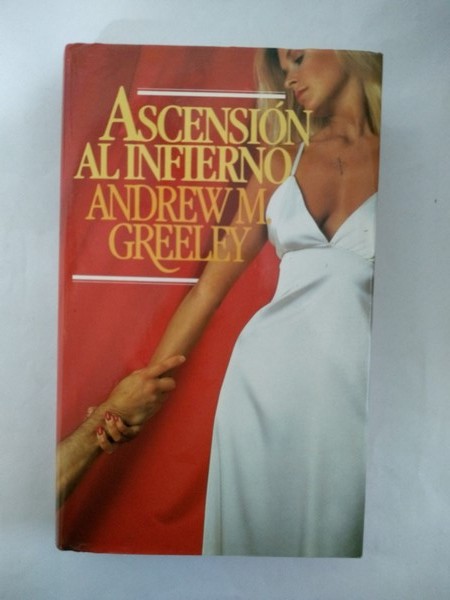 ASCENSIÓN
AL INFIERNO
ANDREW M.
GREELEY